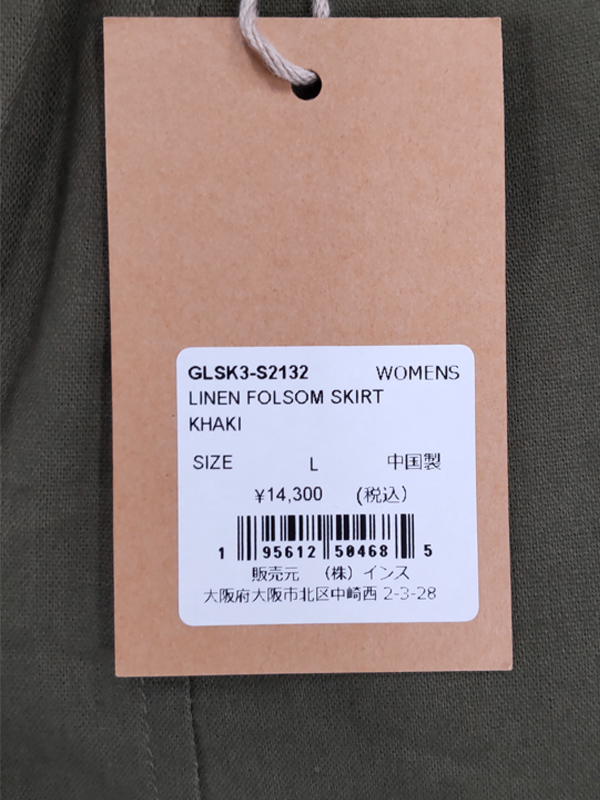 GLSK3-S2132 WOMENS
LINEN FOLSOM SKIRT
KHAKI
SIZE L 中国製
¥14,300 (税込)
1 95612 50468 5
販売元 (株) インス
大阪府大阪市北区中崎西 2-3-28